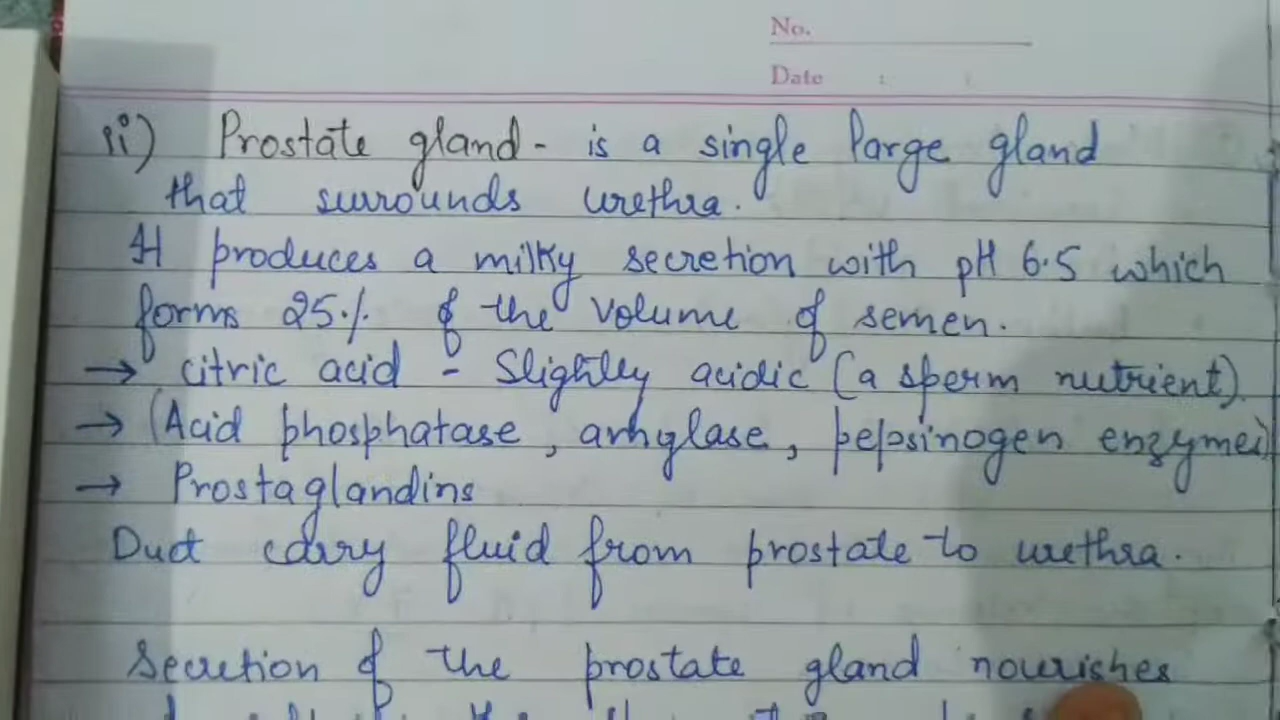 No.
Date : :
ii) Prostate gland - is a single large gland
that surrounds urethra.
It produces a milky secretion with pH 6.5 which
forms 25% of the volume of semen.
→ citric acid - Slightly acidic (a sperm nutrient).
→ (Acid phosphatase, amylase, pepsinogen enzymes)
→ Prostaglandins
Duct carry fluid from prostate to urethra.
Secretion of the prostate gland nourishes